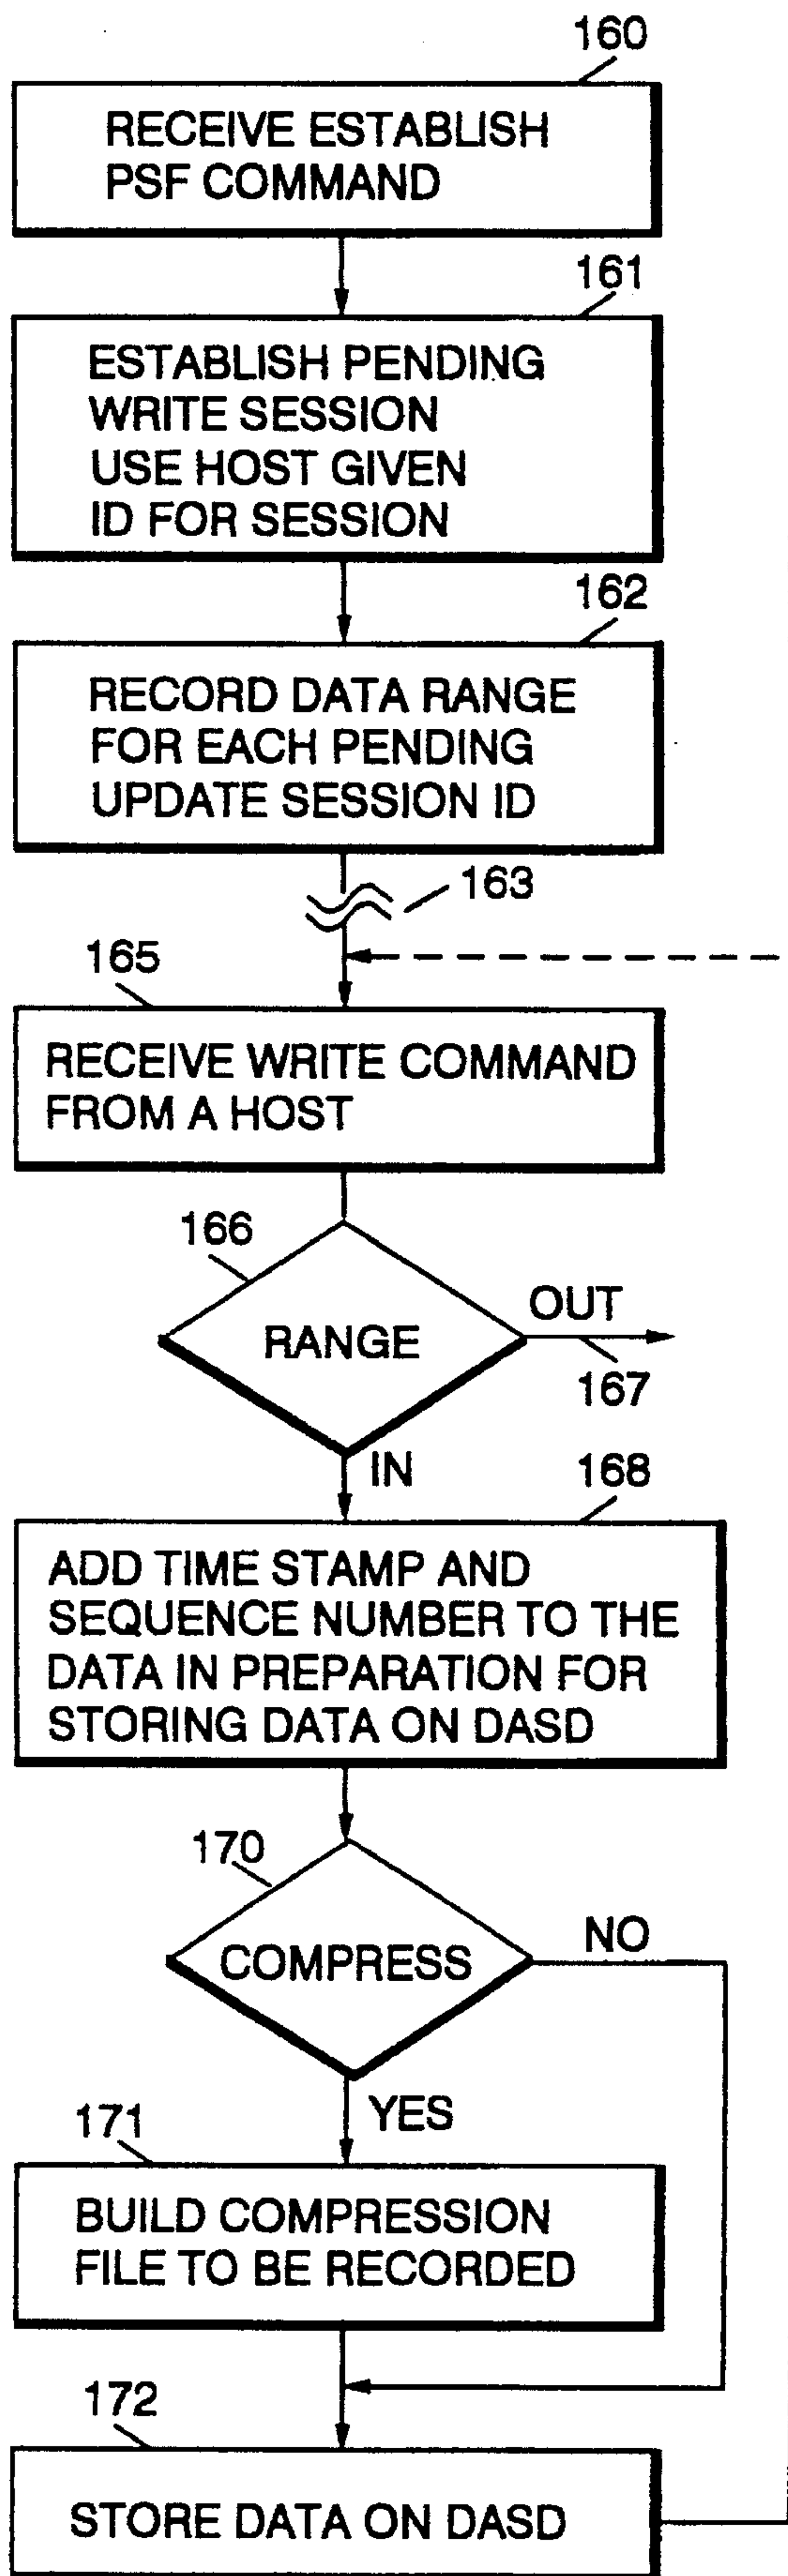 160
RECEIVE ESTABLISH
PSF COMMAND
161
ESTABLISH PENDING
WRITE SESSION
USE HOST GIVEN
ID FOR SESSION
162
RECORD DATA RANGE
FOR EACH PENDING
UPDATE SESSION ID
163
165
RECEIVE WRITE COMMAND
FROM A HOST
166
RANGE
OUT
167
IN
168
ADD TIME STAMP AND
SEQUENCE NUMBER TO THE
DATA IN PREPARATION FOR
STORING DATA ON DASD
170
COMPRESS
NO
YES
171
BUILD COMPRESSION
FILE TO BE RECORDED
172
STORE DATA ON DASD